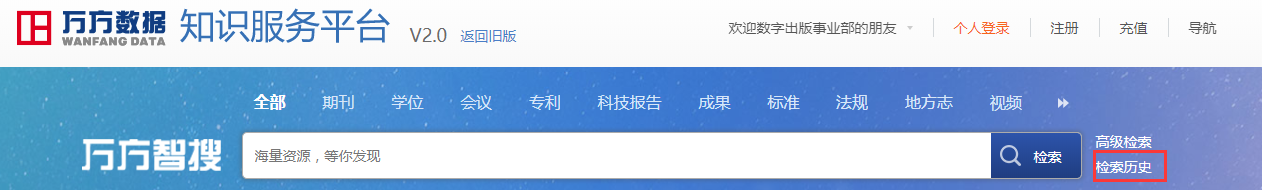 万方数据 WANFANG DATA 知识服务平台 V2.0 返回旧版 欢迎数字出版事业部的朋友 个人登录 注册 充值 导航
全部 期刊 学位 会议 专利 科技报告 成果 标准 法规 地方志 视频
万方智搜 海量资源，等你发现 检索 高级检索
检索历史